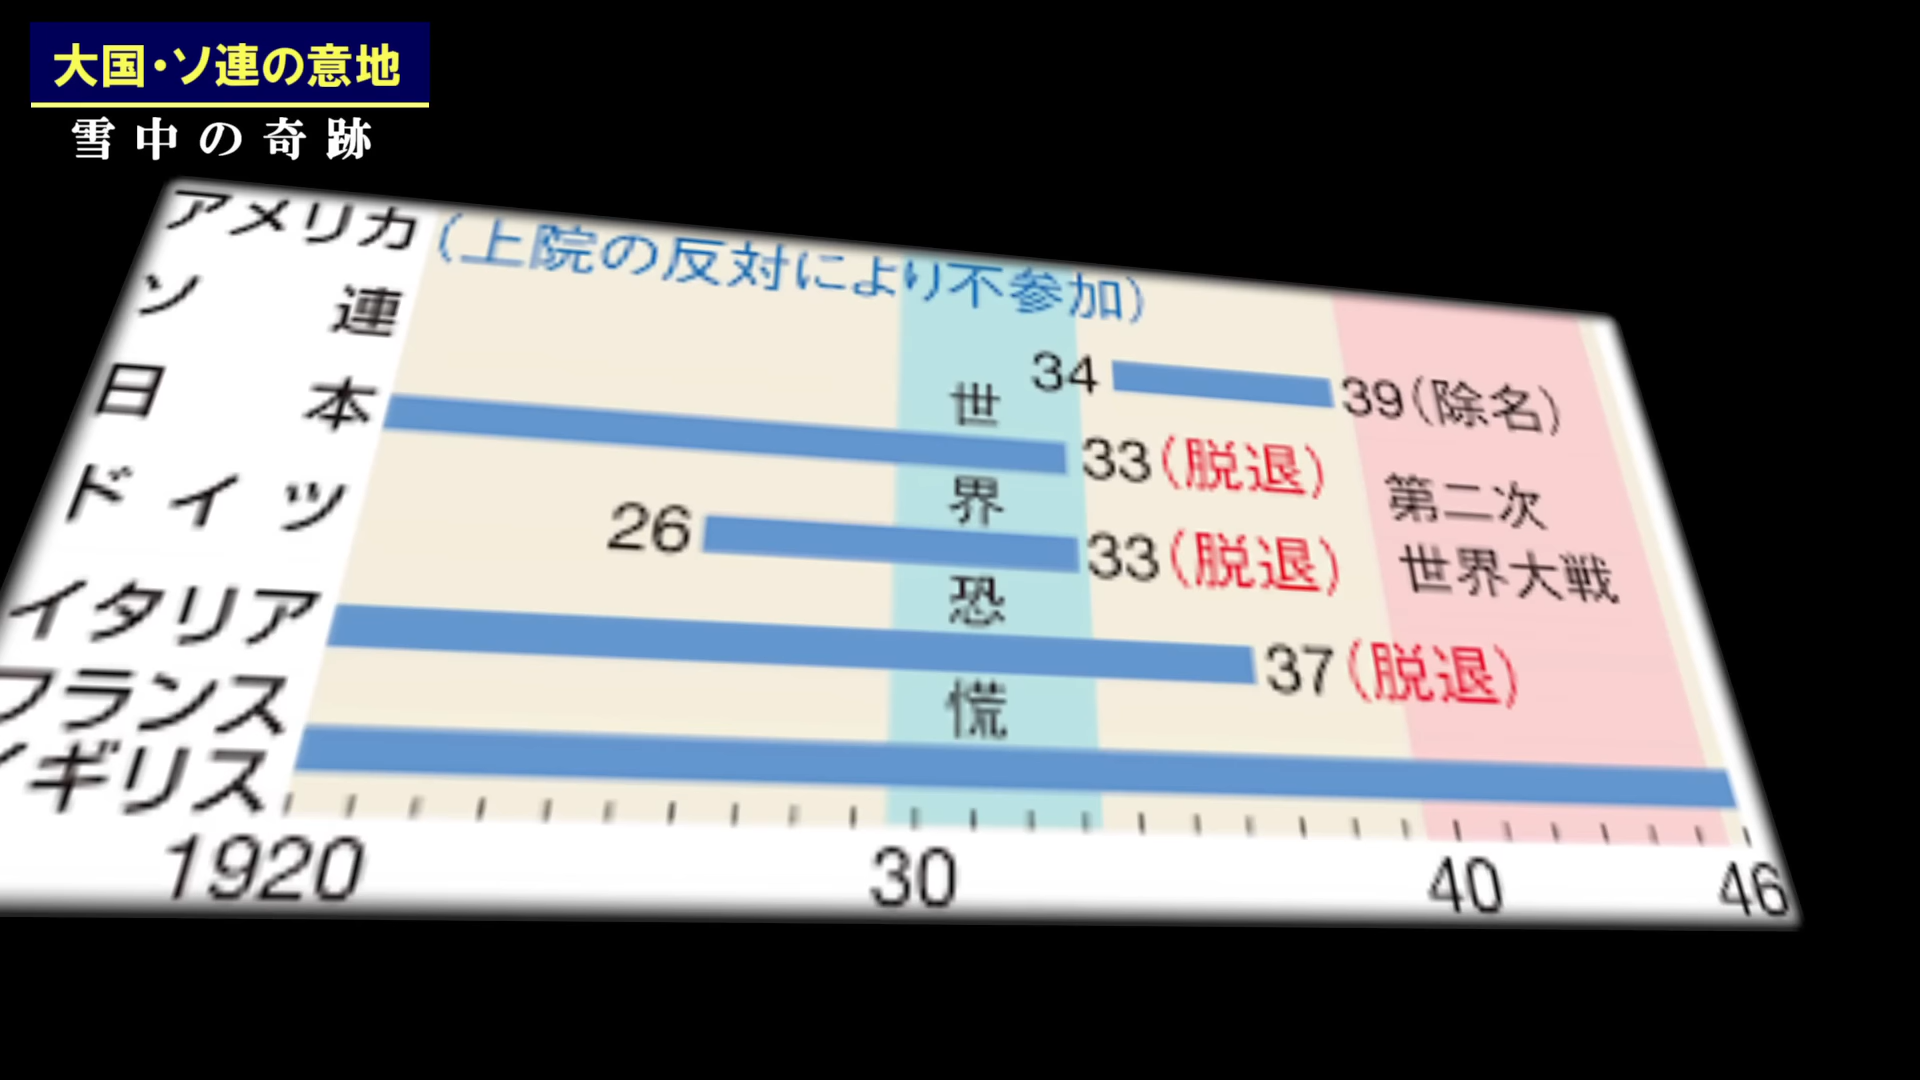 大国・ソ連の意地
雪中の奇跡
アメリカ (上院の反対により不参加)
ソ連 34 39(除名)
日本 33(脱退)
ドイツ 26 33(脱退)
イタリア 37(脱退)
フランス
イギリス
世界恐慌
第二次
世界大戦
1920 30 40 46